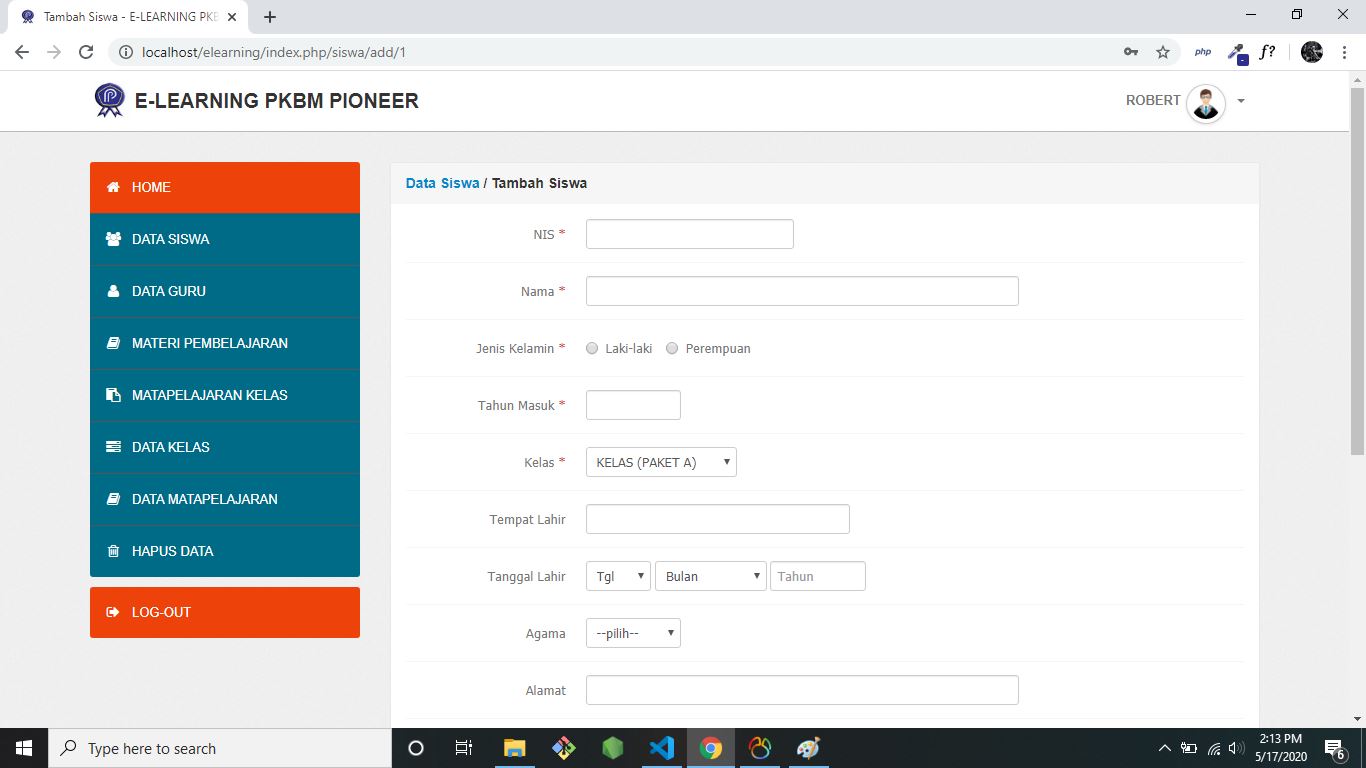 Tambah Siswa - E-LEARNING PKB
localhost/elearning/index.php/siswa/add/1
php
f?
E-LEARNING PKBM PIONEER
ROBERT
HOME
DATA SISWA
DATA GURU
MATERI PEMBELAJARAN
MATAPELAJARAN KELAS
DATA KELAS
DATA MATAPELAJARAN
HAPUS DATA
LOG-OUT
Data Siswa / Tambah Siswa
NIS *
Nama *
Jenis Kelamin * Laki-laki Perempuan
Tahun Masuk *
Kelas * KELAS (PAKET A)
Tempat Lahir
Tanggal Lahir Tgl Bulan Tahun
Agama --pilih--
Alamat
Type here to search
2:13 PM
5/17/2020
6